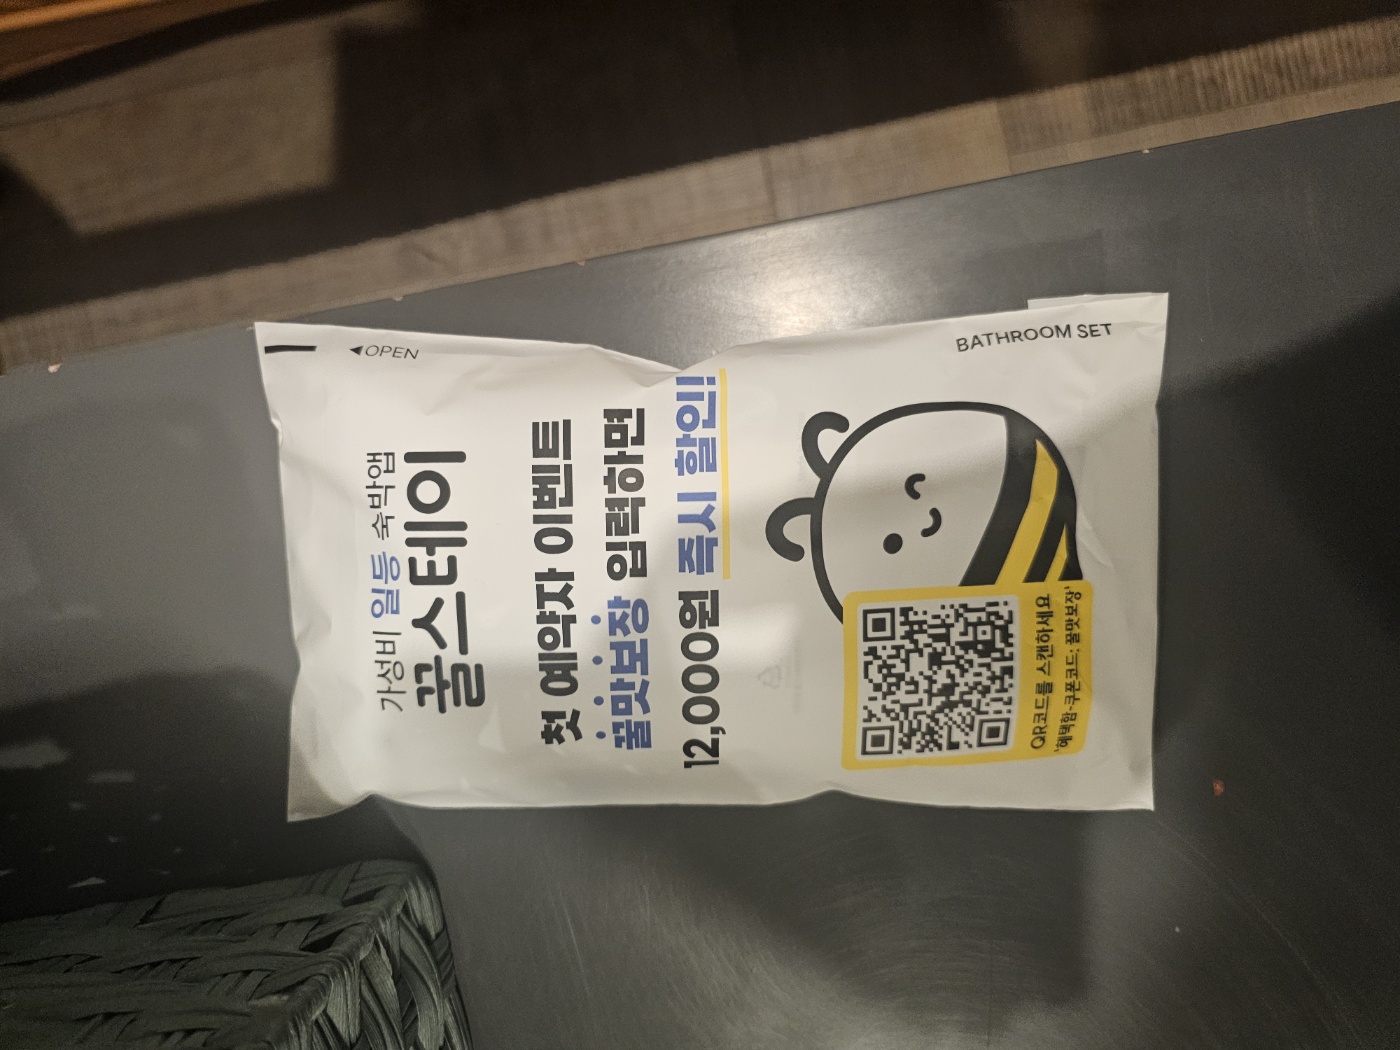 ◀OPEN
BATHROOM SET
가성비 일등 숙박앱
꿀스테이
첫 예약자 이벤트
꿀맛보장 입력하면
12,000원 즉시 할인!
QR코드를 스캔하세요
'혜택함-쿠폰코드: 꿀맛보장'